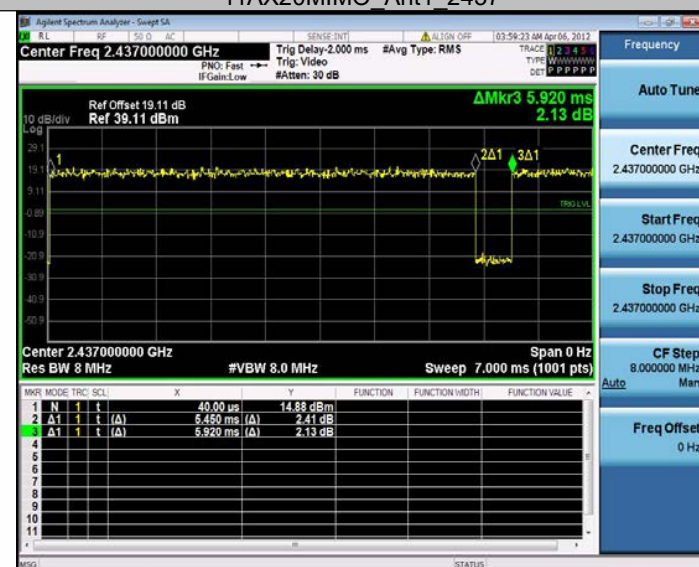 11AX20MIMO_Ant1_2437
Agilent Spectrum Analyzer - Swept SA
RL RF 50 Ω AC SENSE:INT ALIGN OFF 03:59:23 AM Apr 06, 2012
Center Freq 2.437000000 GHz
PNO: Fast
IFGain:Low
Trig Delay-2.000 ms
Trig: Video
#Atten: 30 dB
#Avg Type: RMS
TRACE 1 2 3 4 5 6
TYPE WWWWWW
DET P P P P P P
Ref Offset 19.11 dB
10 dB/div Ref 39.11 dBm
Log
ΔMkr3 5.920 ms
2.13 dB
29.1
19.1
9.11
-0.89
-10.9
-20.9
-30.9
-40.9
-50.9
1
2Δ1
3Δ1
TRIG LVL
Center 2.437000000 GHz Span 0 Hz
Res BW 8 MHz #VBW 8.0 MHz Sweep 7.000 ms (1001 pts)
MKR MODE TRC SCL X Y FUNCTION FUNCTION WIDTH FUNCTION VALUE
1 N 1 t 40.00 us 14.88 dBm
2 Δ1 1 t (Δ) 5.450 ms (Δ) 2.41 dB
3 Δ1 1 t (Δ) 5.920 ms (Δ) 2.13 dB
4
5
6
7
8
9
10
11
MSG STATUS
Frequency
Auto Tune
Center Freq
2.437000000 GHz
Start Freq
2.437000000 GHz
Stop Freq
2.437000000 GHz
CF Step
8.000000 MHz
Auto Man
Freq Offset
0 Hz